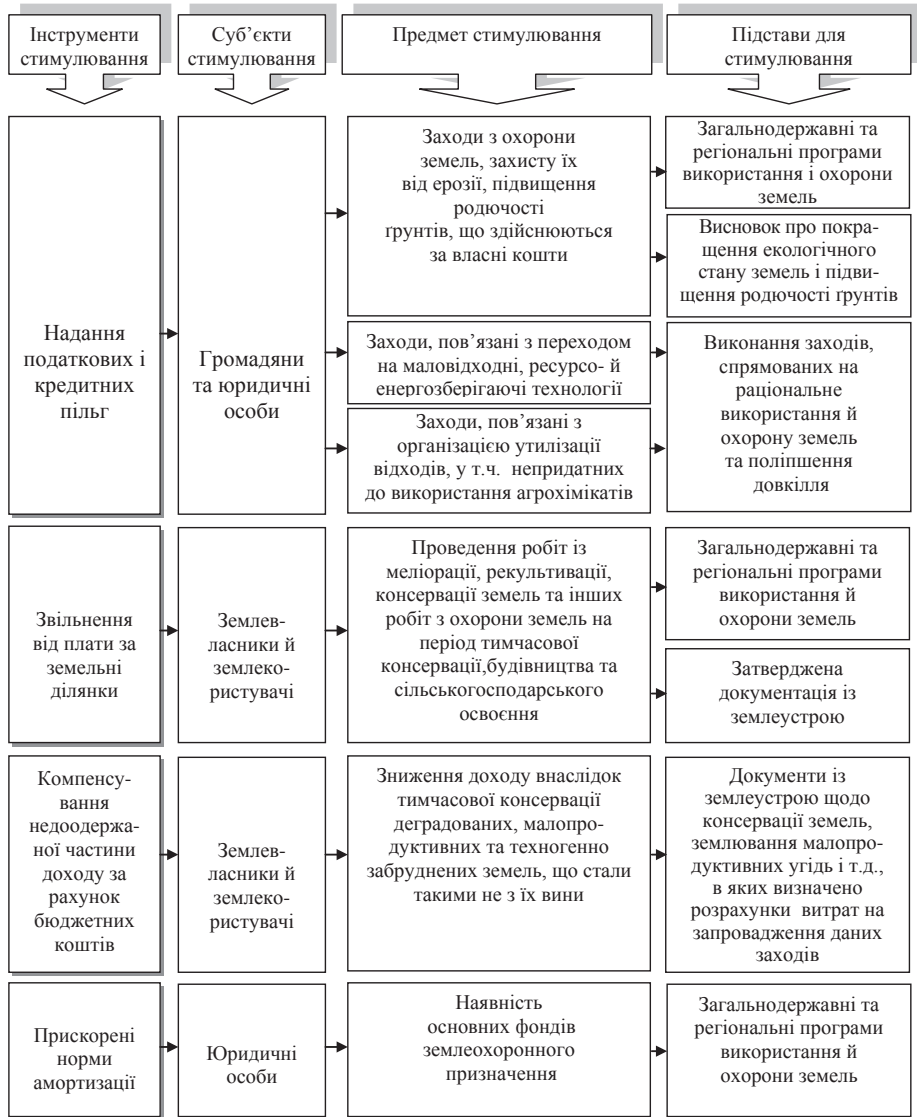 Інструменти
стимулювання
Суб’єкти
стимулювання
Предмет стимулювання
Підстави для
стимулювання
Надання
податкових і
кредитних
пільг
Громадяни
та юридичні
особи
Заходи з охорони
земель, захисту їх
від ерозії, підвищення
родючості
ґрунтів, що здійснюються
за власні кошти
Загальнодержавні та
регіональні програми
використання і охорони
земель
Висновок про покра-
щення екологічного
стану земель і підви-
щення родючості ґрунтів
Заходи, пов’язані з переходом
на маловідходні, ресурсо- й
енергозберігаючі технології
Заходи, пов’язані з
організацією утилізації
відходів, у т.ч. непридатних
до використання агрохімікатів
Виконання заходів,
спрямованих на
раціональне
використання й
охорону земель
та поліпшення
довкілля
Звільнення
від плати за
земельні
ділянки
Землев-
ласники й
землеко-
ристувачі
Проведення робіт із
меліорації, рекультивації,
консервації земель та інших
робіт з охорони земель на
період тимчасової
консервації,будівництва та
сільськогосподарського
освоєння
Загальнодержавні та
регіональні програми
використання й
охорони земель
Затверджена
документація із
землеустрою
Компенсу-
вання
недоодержа-
ної частини
доходу за
рахунок
бюджетних
коштів
Землев-
ласники й
землеко-
ристувачі
Зниження доходу внаслідок
тимчасової консервації
деградованих, малопро-
дуктивних та техногенно
забруднених земель, що стали
такими не з їх вини
Документи із
землеустрою щодо
консервації земель,
землювання малопро-
дуктивних угідь і т.д.,
в яких визначено
розрахунки витрат на
запровадження даних
заходів
Прискорені
норми
амортизації
Юридичні
особи
Наявність
основних фондів
землеохоронного
призначення
Загальнодержавні та
регіональні програми
використання й
охорони земель